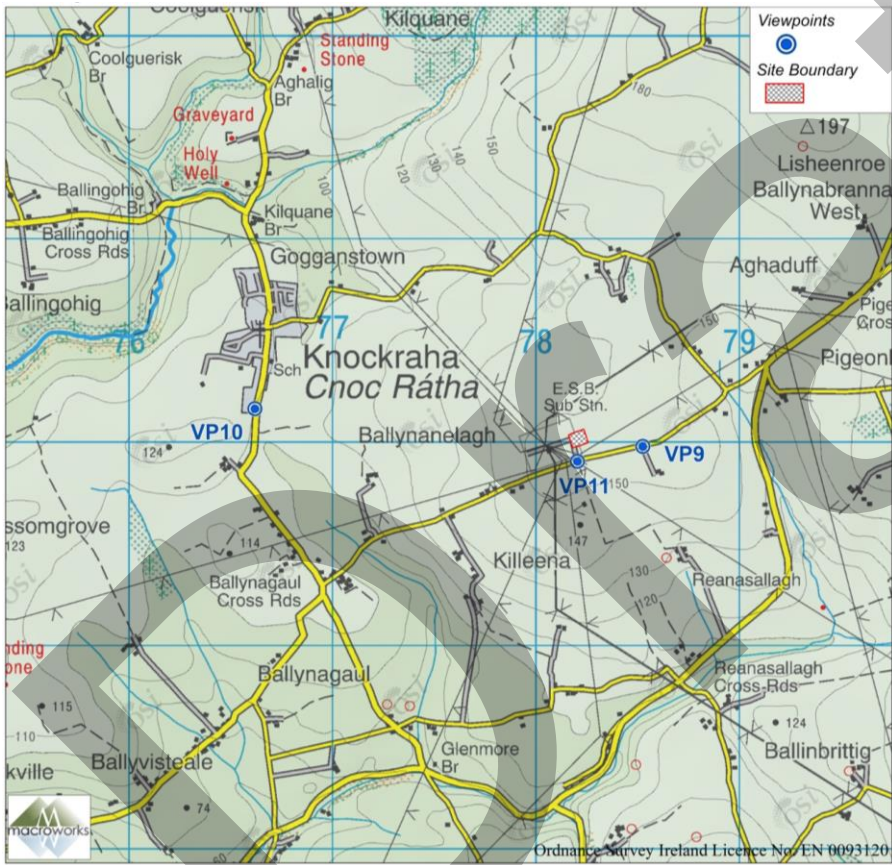 Coolguerisk
Kilquane
Viewpoints
Site Boundary
Coolguerisk
Br
Standing
Stone
Aghalig
Br
180
Graveyard
197
Holy
Well
150
140
130
120
100
Lisheenroe
Ballynabranna
West
Ballingohig
Br
Kilquane
Br
Ballingohig
Cross Rds
Gogganstown
Aghaduff
Ballingohig
76
77
78
79
150
Knockraha
Cnoc Rátha
Sch
E.S.B.
Sub Stn.
VP10
Ballynanelagh
VP9
124
VP11
150
147
ssomgrove
123
114
Killeena
130
120
Ballynagaul
Cross Rds
Reanasallagh
nding
one
Ballynagaul
Reanasallagh
Cross Rds
115
110
124
Ballyvisteale
Glenmore
Br
Ballinbrittig
kville
74
macroworks
Ordnance Survey Ireland Licence No. EN 0093120